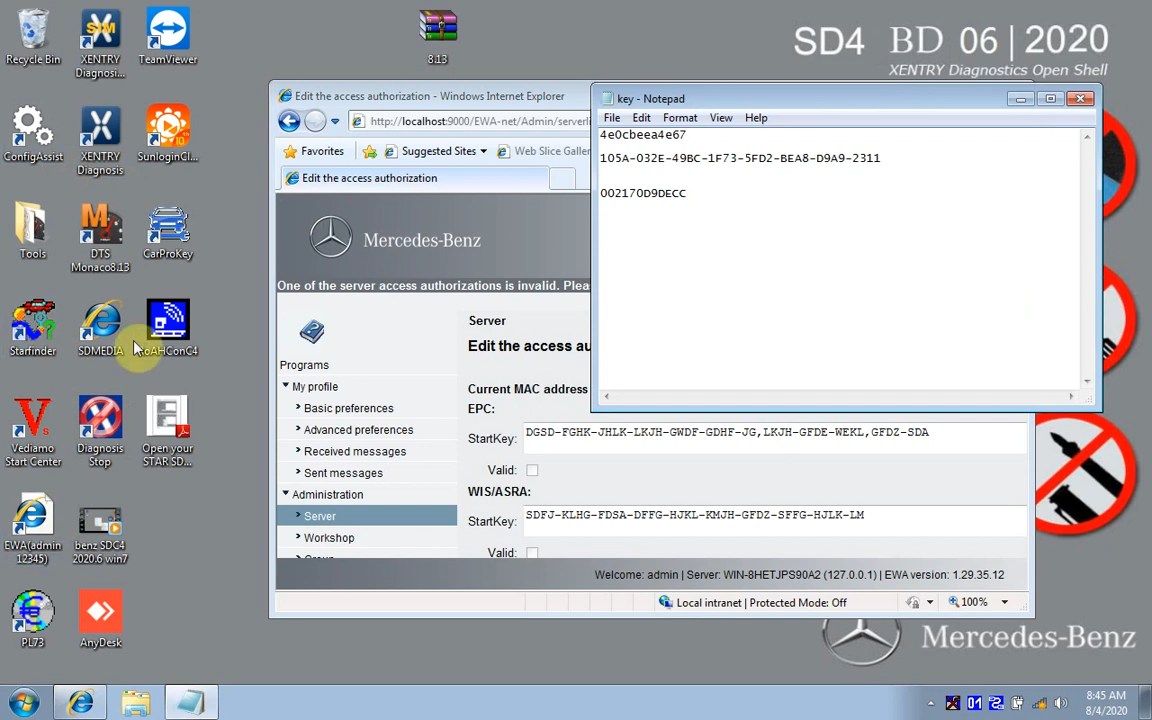 SD4 BD 06 | 2020
XENTRY Diagnostics Open Shell
Recycle Bin
XENTRY Diagnosi...
TeamViewer
8.13
ConfigAssist
XENTRY Diagnosis
SunloginCl...
Tools
DTS Monaco8.13
CarProKey
Starfinder
SDMEDIA
oAHConC4
Vediamo Start Center
Diagnosis Stop
Open your STAR SD...
EWA(admin 12345)
benz SDC4 2020.6 win7
PL73
AnyDesk
Edit the access authorization - Windows Internet Explorer
http://localhost:9000/EWA-net/Admin/serverli
Favorites
Suggested Sites
Web Slice Galler
Edit the access authorization
Mercedes-Benz
One of the server access authorizations is invalid. Plea
Programs
My profile
Basic preferences
Advanced preferences
Received messages
Sent messages
Administration
Server
Workshop
Server
Edit the access au
Current MAC address
EPC:
StartKey: DGSD-FGHK-JHLK-LKJH-GWDF-GDHF-JG,LKJH-GFDE-WEKL,GFDZ-SDA
Valid:
WIS/ASRA:
StartKey: SDFJ-KLHG-FDSA-DFFG-HJKL-KMJH-GFDZ-SFFG-HJLK-LM
Valid:
Welcome: admin | Server: WIN-8HETJPS90A2 (127.0.0.1) | EWA version: 1.29.35.12
Local intranet | Protected Mode: Off
100%
key - Notepad
File Edit Format View Help
4e0cbeea4e67
105A-032E-49BC-1F73-5FD2-BEA8-D9A9-2311
002170D9DECC
Mercedes-Benz
8:45 AM
8/4/2020